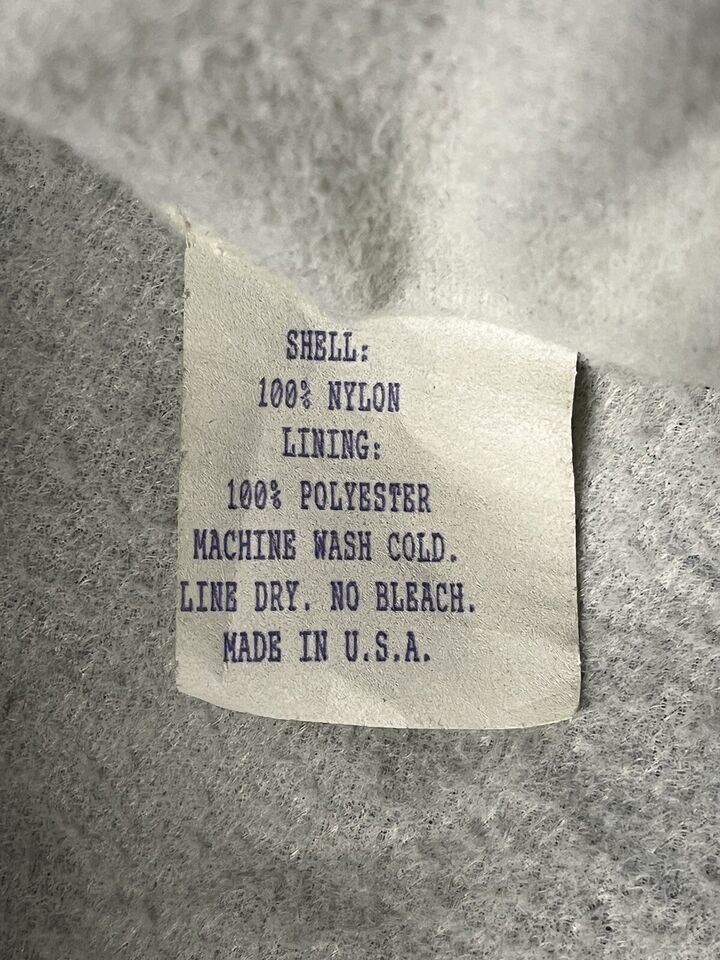 SHELL:
100% NYLON
LINING:
100% POLYESTER
MACHINE WASH COLD.
LINE DRY. NO BLEACH.
MADE IN U.S.A.